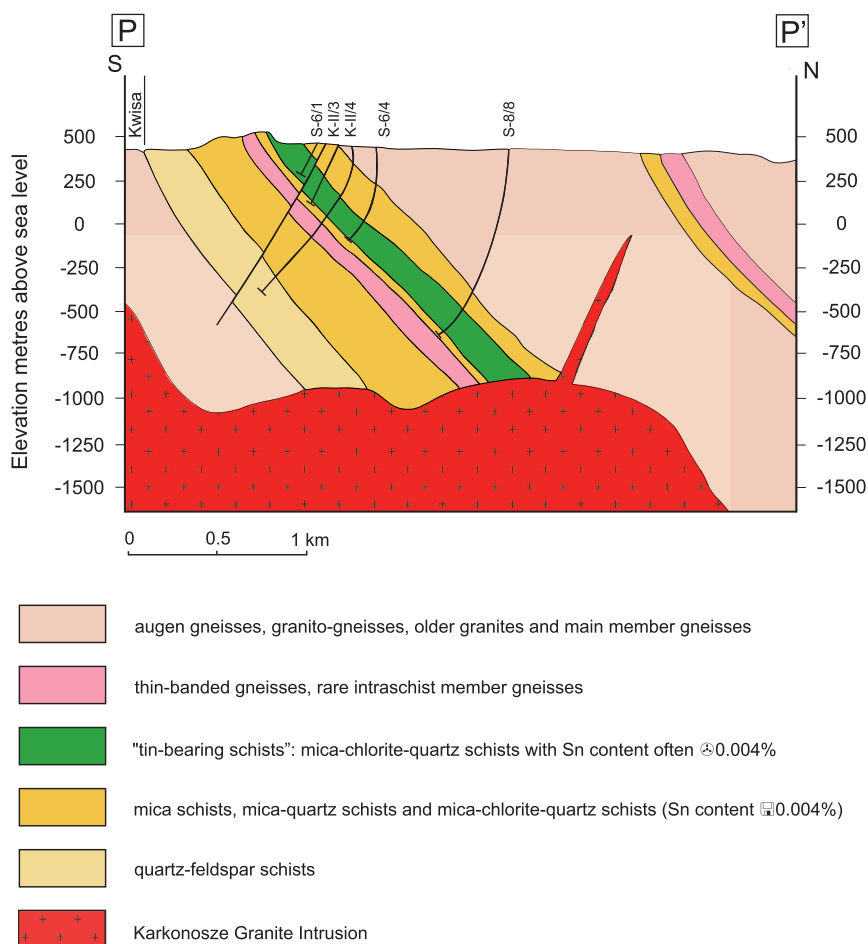 P P'
S N
Kwisa
S-6/1
K-II/3
K-II/4
S-6/4
S-8/8
Elevation metres above sea level
500 500
250 250
0 0
-250 -250
-500 -500
-750 -750
-1000 -1000
-1250 -1250
-1500 -1500
0 0.5 1 km
augen gneisses, granito-gneisses, older granites and main member gneisses
thin-banded gneisses, rare intraschist member gneisses
"tin-bearing schists”: mica-chlorite-quartz schists with Sn content often ✇0.004%
mica schists, mica-quartz schists and mica-chlorite-quartz schists (Sn content 🖫0.004%)
quartz-feldspar schists
Karkonosze Granite Intrusion